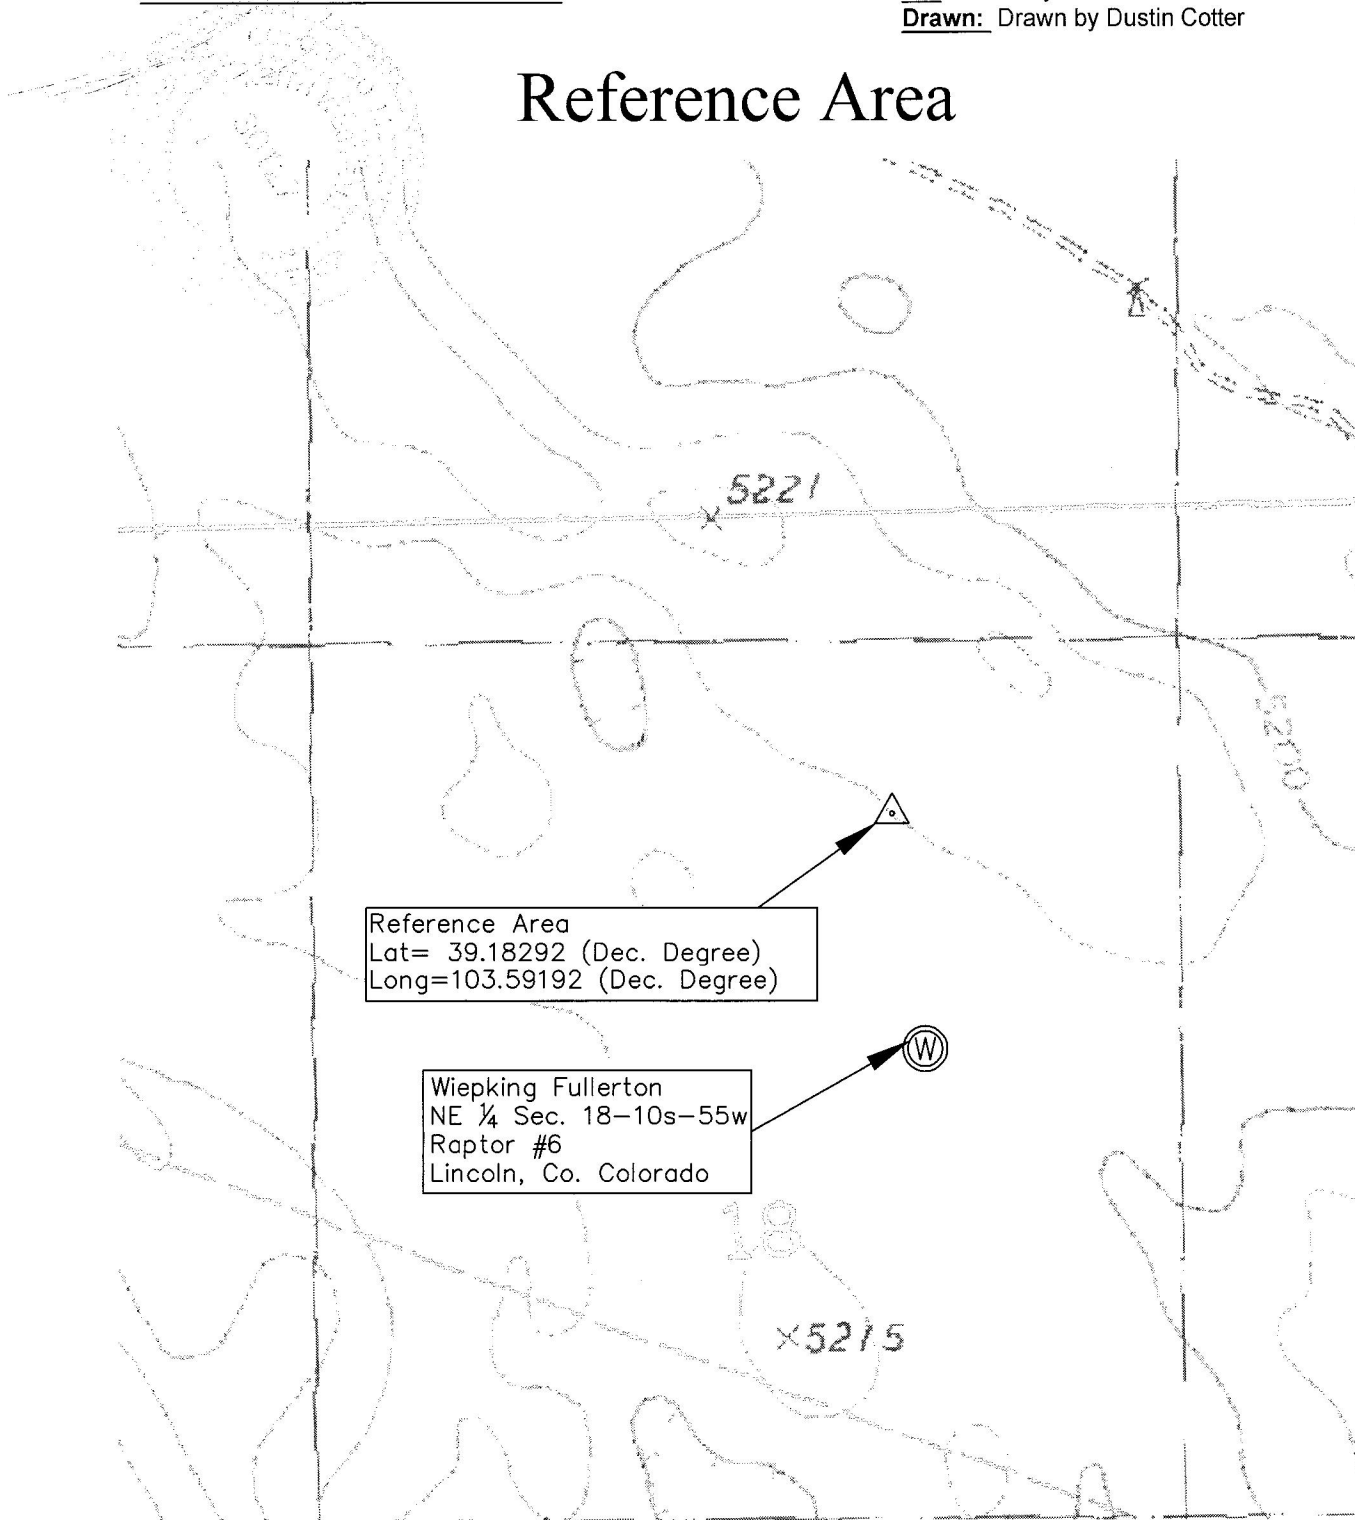 Drawn: Drawn by Dustin Cotter
Reference Area
5221
5200
Reference Area
Lat= 39.18292 (Dec. Degree)
Long=103.59192 (Dec. Degree)
W
Wiepking Fullerton
NE ¼ Sec. 18-10s-55w
Raptor #6
Lincoln, Co. Colorado
18
×5215